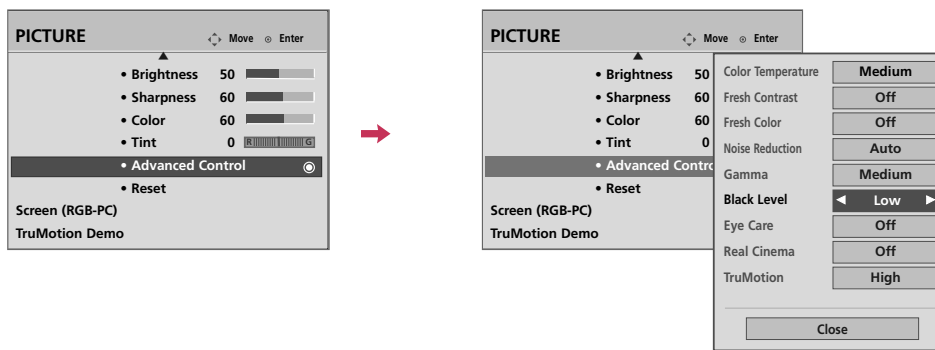 PICTURE Move Enter
• Brightness 50
• Sharpness 60
• Color 60
• Tint 0 R G
• Advanced Control
• Reset
Screen (RGB-PC)
TruMotion Demo
PICTURE Move Enter
• Brightness 50
• Sharpness 60
• Color 60
• Tint 0
• Advanced Contro
• Reset
Screen (RGB-PC)
TruMotion Demo
Color Temperature Medium
Fresh Contrast Off
Fresh Color Off
Noise Reduction Auto
Gamma Medium
Black Level Low
Eye Care Off
Real Cinema Off
TruMotion High
Close